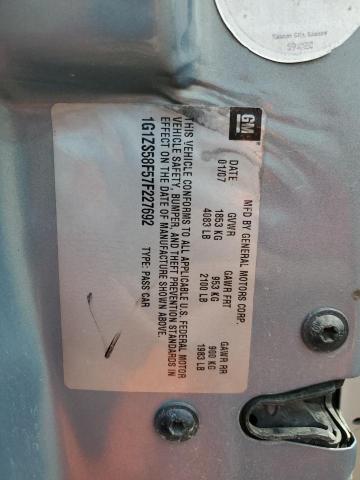 GM
MFD BY GENERAL MOTORS CORP.
DATE GVWR GAWR FRT GAWR RR
01/07 1853 KG 953 KG 900 KG
4083 LB 2100 LB 1983 LB
THIS VEHICLE CONFORMS TO ALL APPLICABLE U.S. FEDERAL MOTOR
VEHICLE SAFETY, BUMPER, AND THEFT PREVENTION STANDARDS IN
EFFECT ON THE DATE OF MANUFACTURE SHOWN ABOVE.
1G1ZS58F57F227692 TYPE: PASS CAR